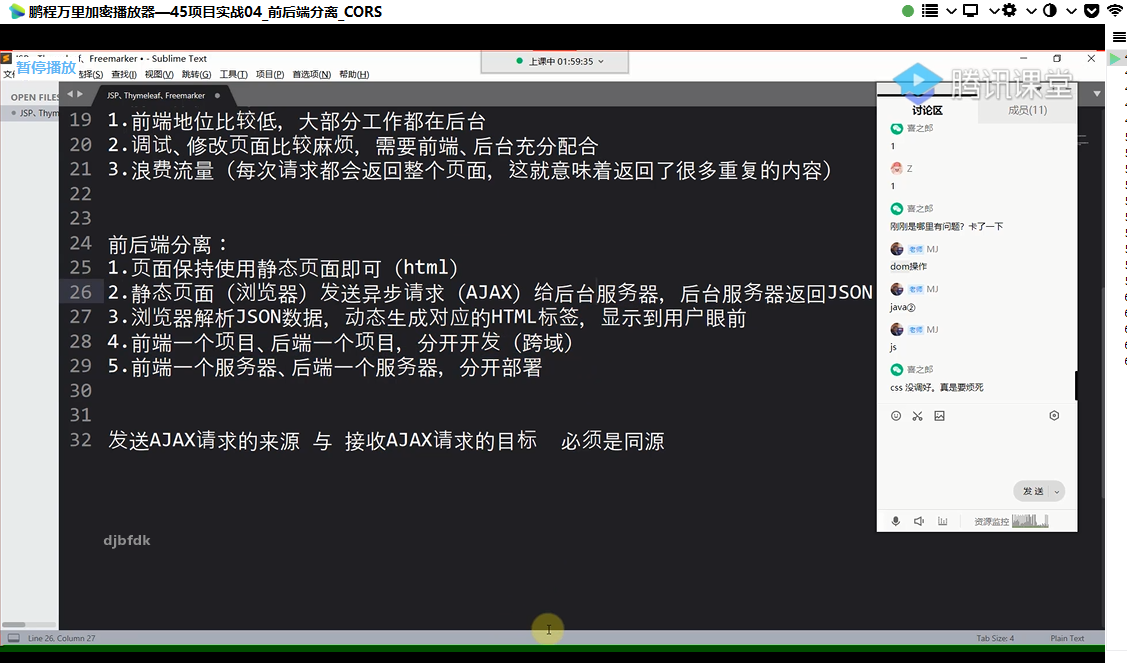 鹏程万里加密播放器—45项目实战04_前后端分离_CORS
JSP、Thymeleaf、Freemarker • - Sublime Text
上课中 01:59:35
暂停播放
选择(S) 查找(I) 视图(V) 跳转(G) 工具(T) 项目(P) 首选项(N) 帮助(H)
腾讯课堂
OPEN FILES
JSP、Thym
JSP、Thymeleaf、Freemarker
19 1.前端地位比较低，大部分工作都在后台
20 2.调试、修改页面比较麻烦，需要前端、后台充分配合
21 3.浪费流量（每次请求都会返回整个页面，这就意味着返回了很多重复的内容）
22
23
24 前后端分离：
25 1.页面保持使用静态页面即可（html）
26 2.静态页面（浏览器）发送异步请求（AJAX）给后台服务器，后台服务器返回JSON
27 3.浏览器解析JSON数据，动态生成对应的HTML标签，显示到用户眼前
28 4.前端一个项目、后端一个项目，分开开发（跨域）
29 5.前端一个服务器、后端一个服务器，分开部署
30
31
32 发送AJAX请求的来源 与 接收AJAX请求的目标  必须是同源
djbfdk
讨论区 成员(11)
喜之郎
1
Z
1
喜之郎
刚刚是哪里有问题？卡了一下
老师 MJ
dom操作
老师 MJ
java②
老师 MJ
js
喜之郎
css 没调好。真是要烦死
发送
资源监控
Line 26, Column 27
Tab Size: 4
Plain Text